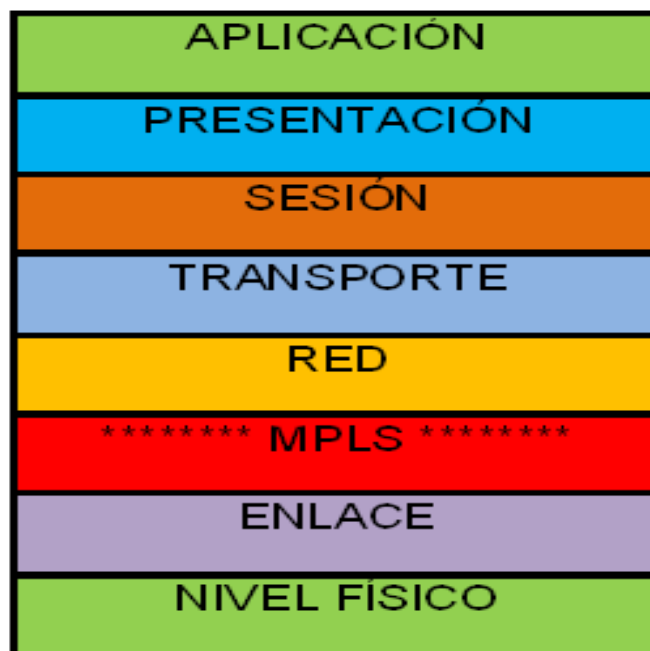 APLICACIÓN
PRESENTACIÓN
SESIÓN
TRANSPORTE
RED
******** MPLS ********
ENLACE
NIVEL FÍSICO